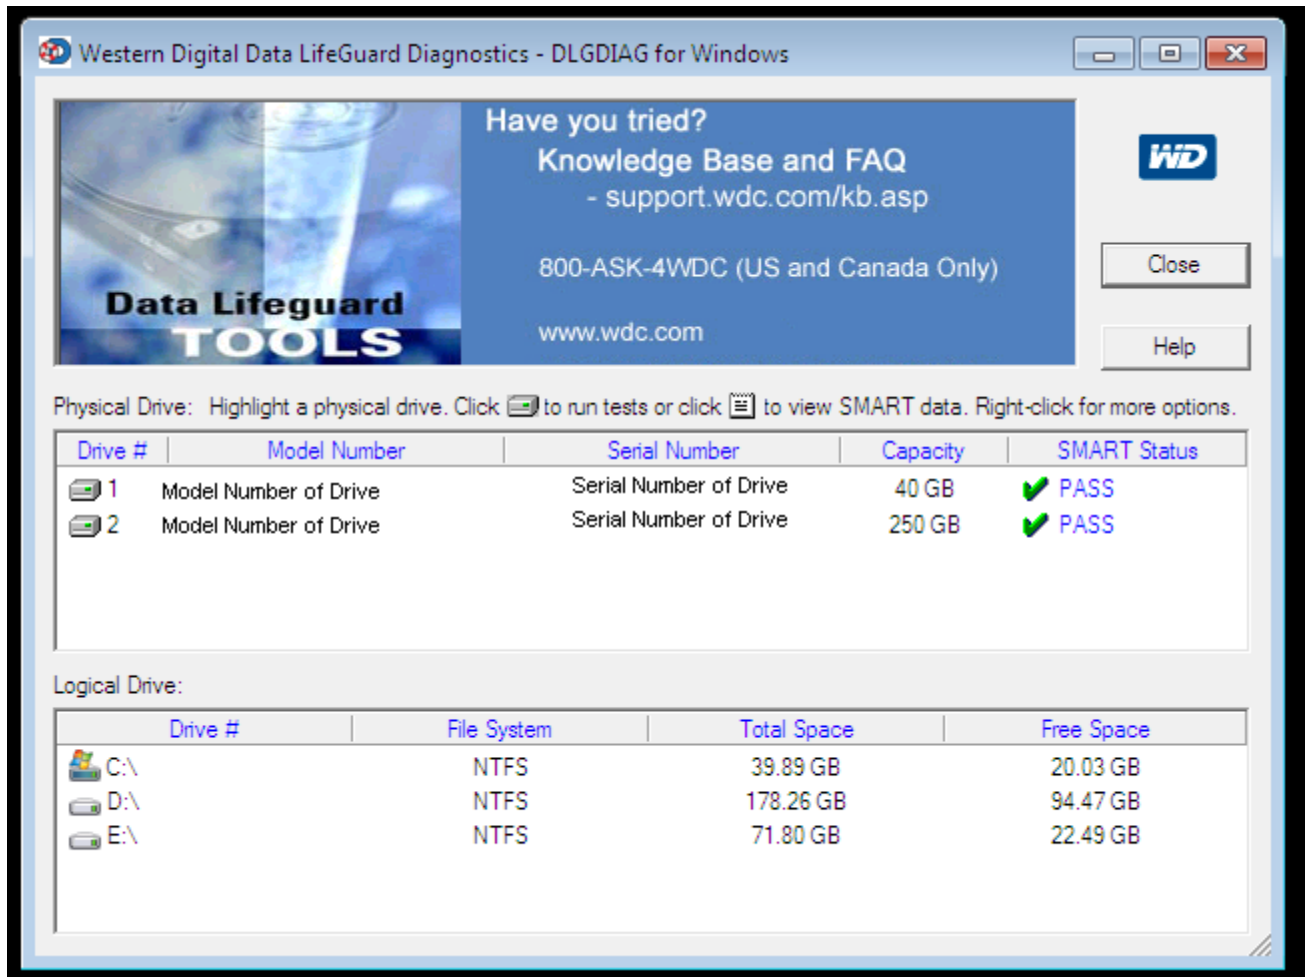 Western Digital Data LifeGuard Diagnostics - DLGDIAG for Windows
Have you tried?
Knowledge Base and FAQ
- support.wdc.com/kb.asp
800-ASK-4WDC (US and Canada Only)
www.wdc.com
Data Lifeguard
TOOLS
WD
Close
Help
Physical Drive: Highlight a physical drive. Click to run tests or click to view SMART data. Right-click for more options.
Drive # Model Number Serial Number Capacity SMART Status
1 Model Number of Drive Serial Number of Drive 40 GB PASS
2 Model Number of Drive Serial Number of Drive 250 GB PASS
Logical Drive:
Drive # File System Total Space Free Space
C:\ NTFS 39.89 GB 20.03 GB
D:\ NTFS 178.26 GB 94.47 GB
E:\ NTFS 71.80 GB 22.49 GB